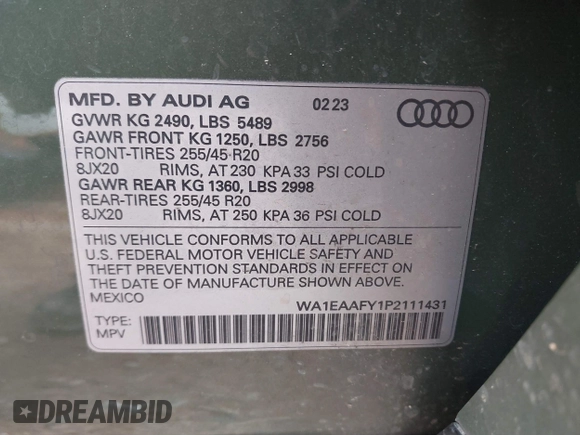 MFD. BY AUDI AG 02 23
GVWR KG 2490, LBS 5489
GAWR FRONT KG 1250, LBS 2756
FRONT-TIRES 255/45 R20
8JX20 RIMS, AT 230 KPA 33 PSI COLD
GAWR REAR KG 1360, LBS 2998
REAR-TIRES 255/45 R20
8JX20 RIMS, AT 250 KPA 36 PSI COLD
THIS VEHICLE CONFORMS TO ALL APPLICABLE
U.S. FEDERAL MOTOR VEHICLE SAFETY AND
THEFT PREVENTION STANDARDS IN EFFECT ON
THE DATE OF MANUFACTURE SHOWN ABOVE.
MEXICO WA1EAAFY1P2111431
TYPE:
MPV
DREAMBID